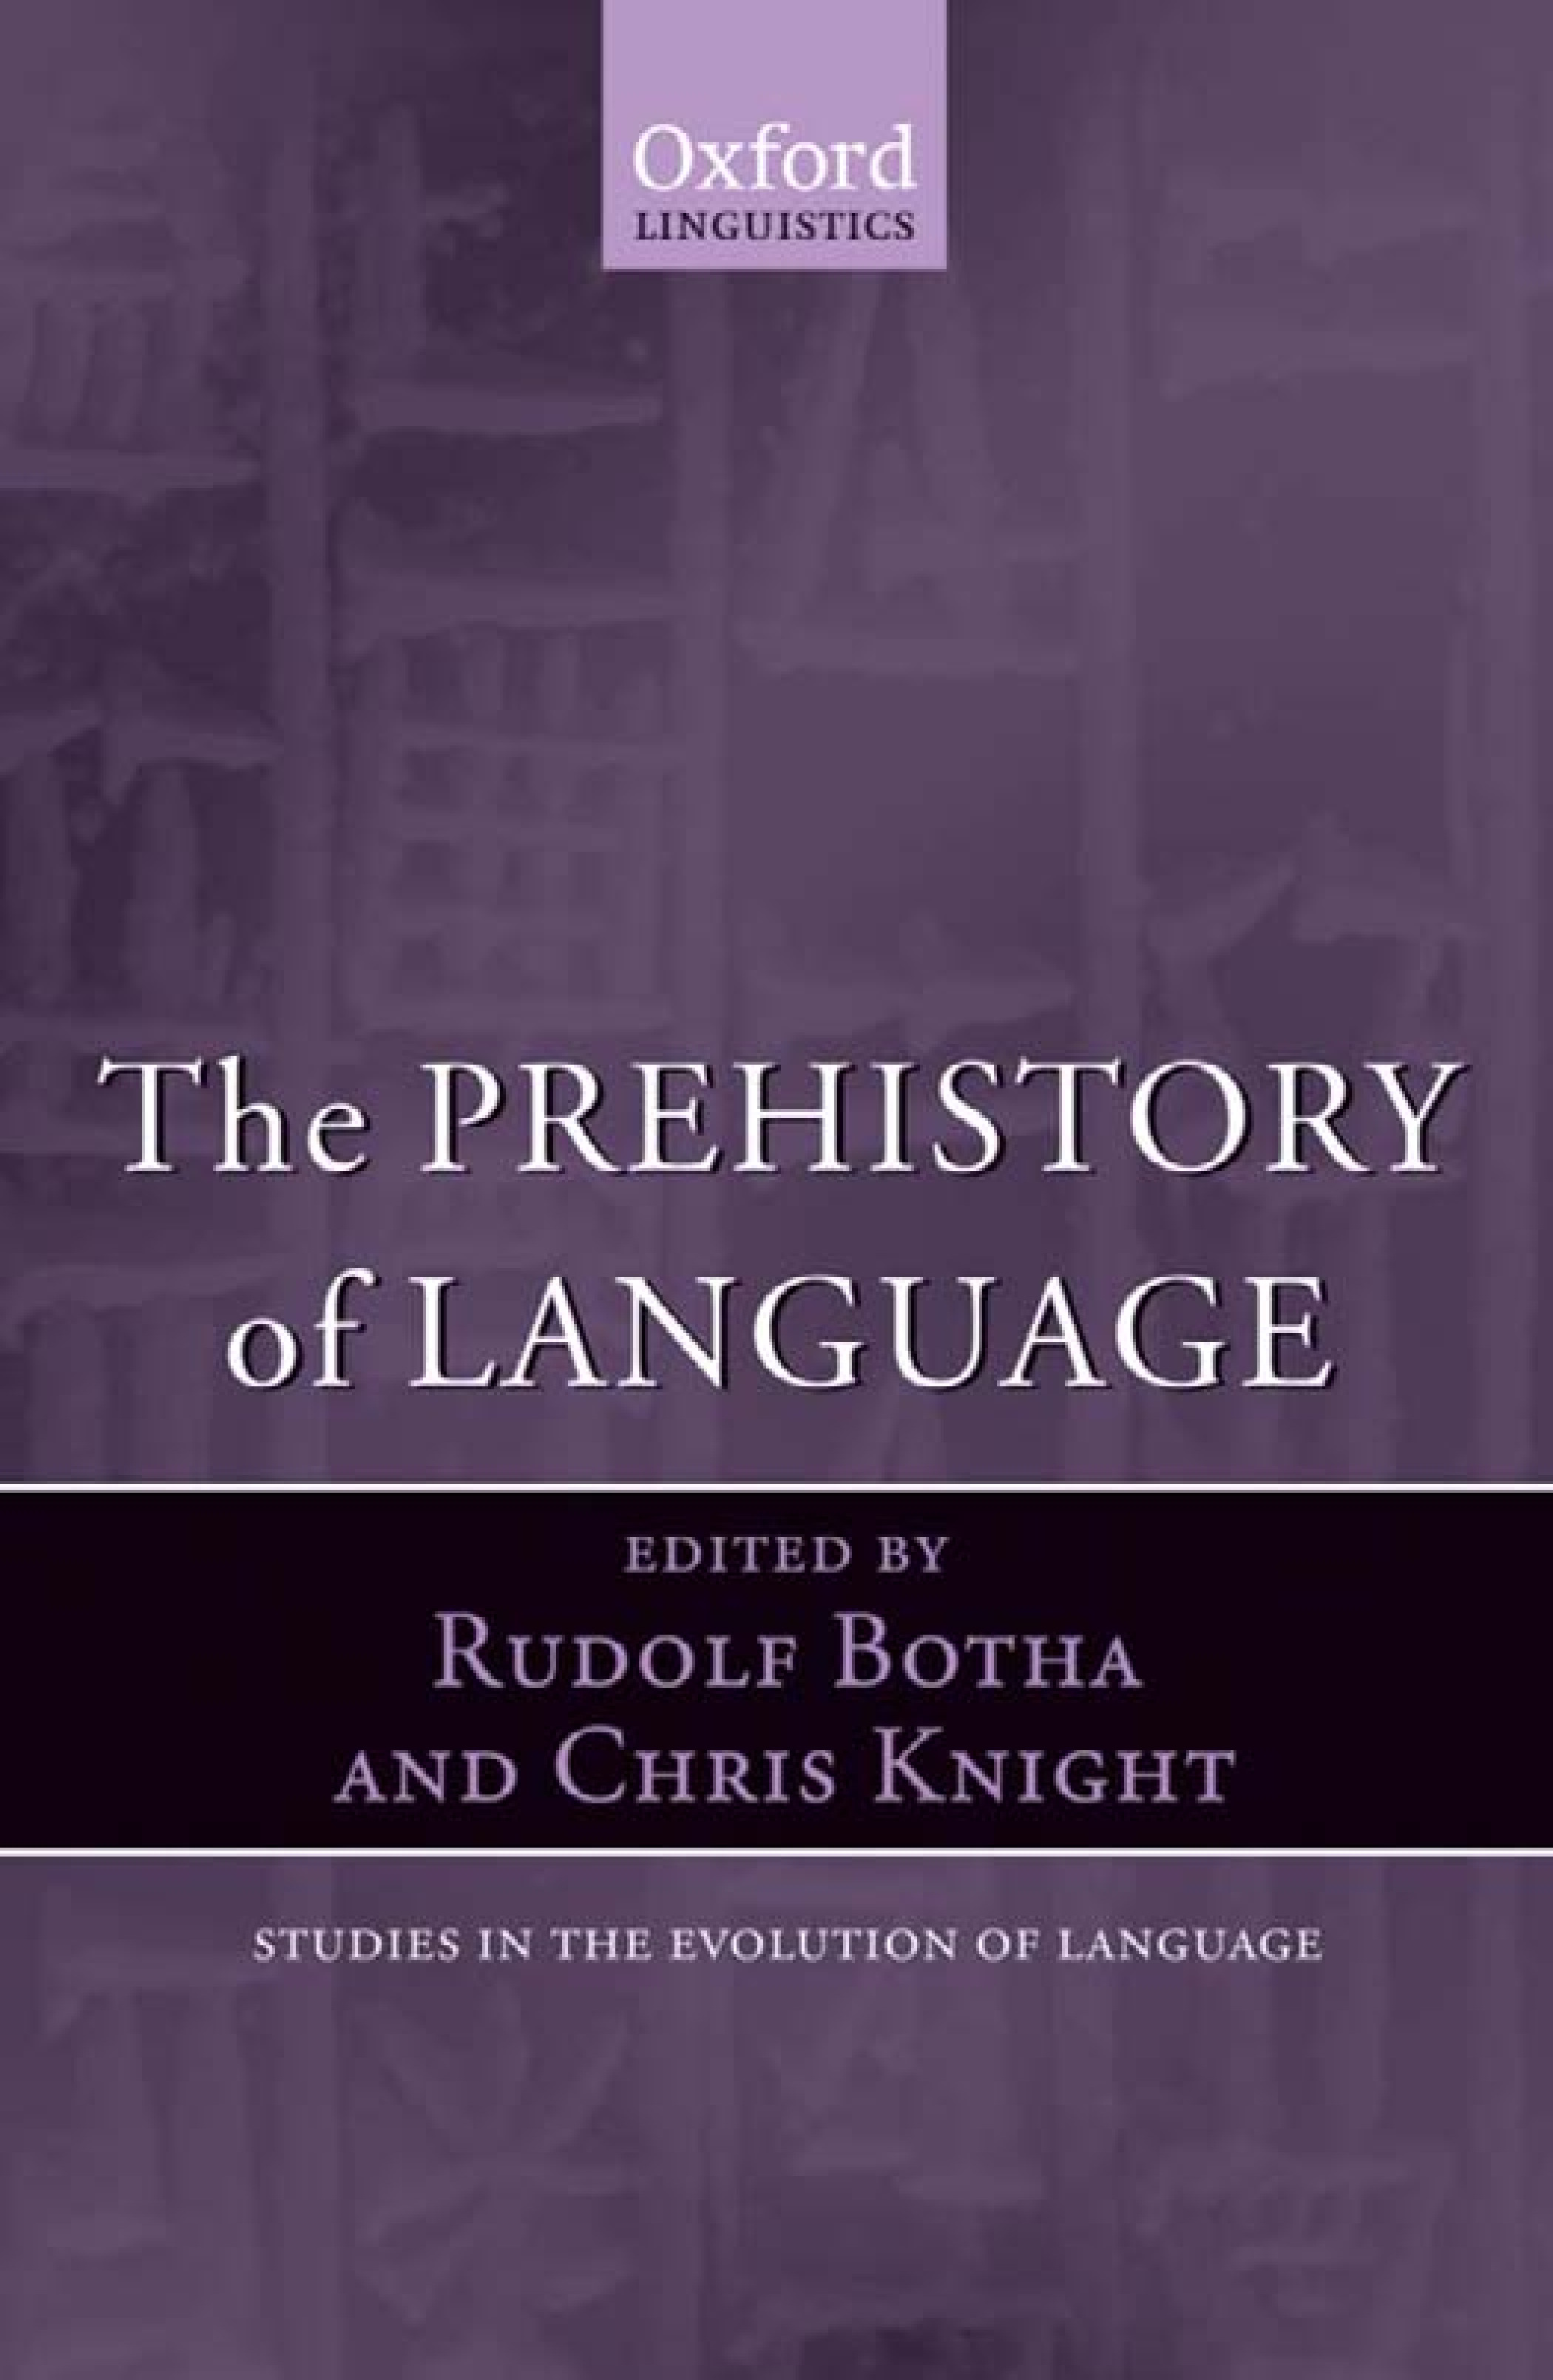 Oxford
LINGUISTICS
The PREHISTORY
of LANGUAGE
EDITED BY
RUDOLF BOTHA
AND CHRIS KNIGHT
STUDIES IN THE EVOLUTION OF LANGUAGE